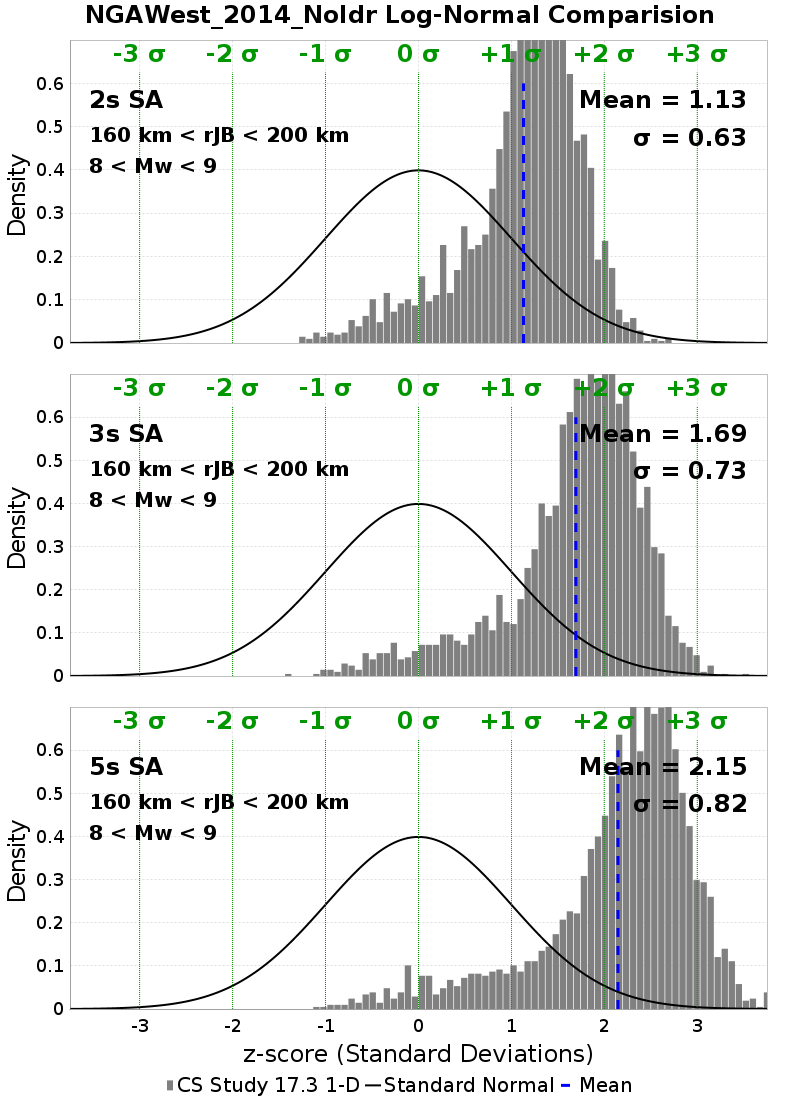 NGAWest_2014_NoIdr Log-Normal Comparision
-3 σ -2 σ -1 σ 0 σ +1 σ +2 σ +3 σ
2s SA
160 km < rJB < 200 km
8 < Mw < 9
Mean = 1.13
σ = 0.63
Density
0.6
0.5
0.4
0.3
0.2
0.1
0
-3 σ -2 σ -1 σ 0 σ +1 σ +2 σ +3 σ
3s SA
160 km < rJB < 200 km
8 < Mw < 9
Mean = 1.69
σ = 0.73
Density
0.6
0.5
0.4
0.3
0.2
0.1
0
-3 σ -2 σ -1 σ 0 σ +1 σ +2 σ +3 σ
5s SA
160 km < rJB < 200 km
8 < Mw < 9
Mean = 2.15
σ = 0.82
Density
0.6
0.5
0.4
0.3
0.2
0.1
0
-3 -2 -1 0 1 2 3
z-score (Standard Deviations)
CS Study 17.3 1-D Standard Normal Mean